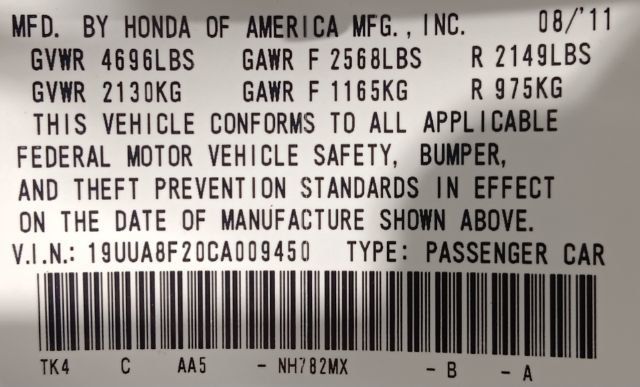 MFD. BY HONDA OF AMERICA MFG., INC. 08/'11
GVWR 4696LBS GAWR F 2568LBS R 2149LBS
GVWR 2130KG GAWR F 1165KG R 975KG
THIS VEHICLE CONFORMS TO ALL APPLICABLE
FEDERAL MOTOR VEHICLE SAFETY, BUMPER,
AND THEFT PREVENTION STANDARDS IN EFFECT
ON THE DATE OF MANUFACTURE SHOWN ABOVE.
V.I.N.: 19UUA8F20CA009450 TYPE: PASSENGER CAR
TK4 C AA5 - NH782MX - B - A